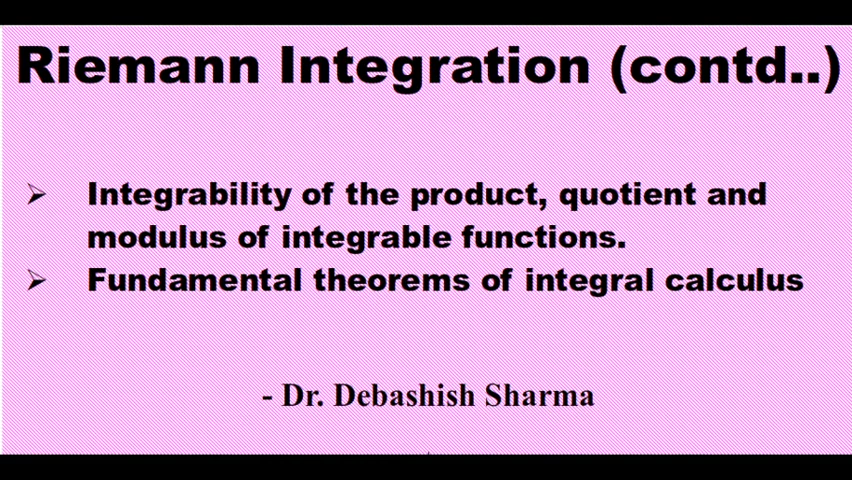 Riemann Integration (contd..)
➢ Integrability of the product, quotient and
modulus of integrable functions.
➢ Fundamental theorems of integral calculus
- Dr. Debashish Sharma